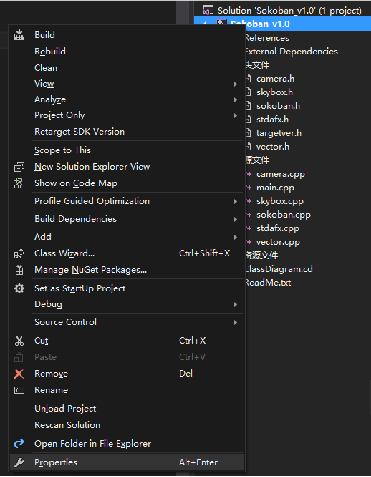 Build
Rebuild
Clean
View
Analyze
Project Only
Retarget SDK Version
Scope to This
New Solution Explorer View
Show on Code Map
Profile Guided Optimization
Build Dependencies
Add
Class Wizard... Ctrl+Shift+X
Manage NuGet Packages...
Set as StartUp Project
Debug
Source Control
Cut Ctrl+X
Paste Ctrl+V
Remove Del
Rename
Unload Project
Rescan Solution
Open Folder in File Explorer
Properties Alt+Enter
Solution 'Sokoban_v1.0' (1 project)
Sokoban_v1.0
References
External Dependencies
文件
camera.h
skybox.h
sokoban.h
stdafx.h
targetver.h
vector.h
文件
camera.cpp
main.cpp
skybox.cpp
sokoban.cpp
stdafx.cpp
vector.cpp
资源文件
ClassDiagram.cd
ReadMe.txt